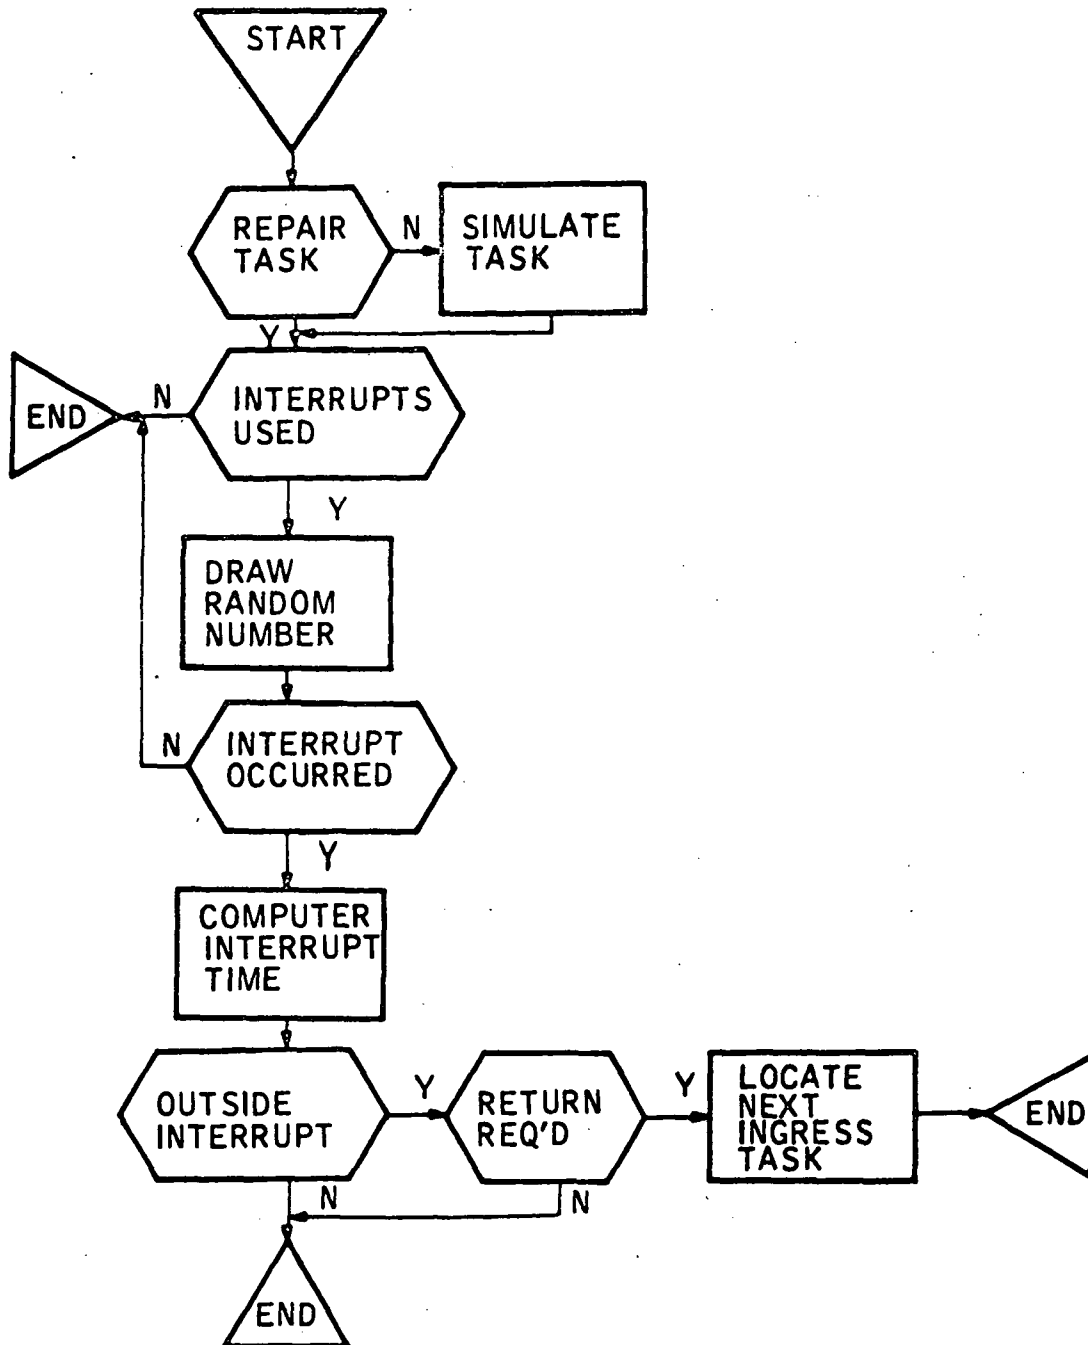 START
REPAIR
TASK
N
SIMULATE
TASK
Y
END
N
INTERRUPTS
USED
Y
DRAW
RANDOM
NUMBER
N
INTERRUPT
OCCURRED
Y
COMPUTER
INTERRUPT
TIME
OUTSIDE
INTERRUPT
Y
RETURN
REQ'D
Y
LOCATE
NEXT
INGRESS
TASK
END
N
N
END